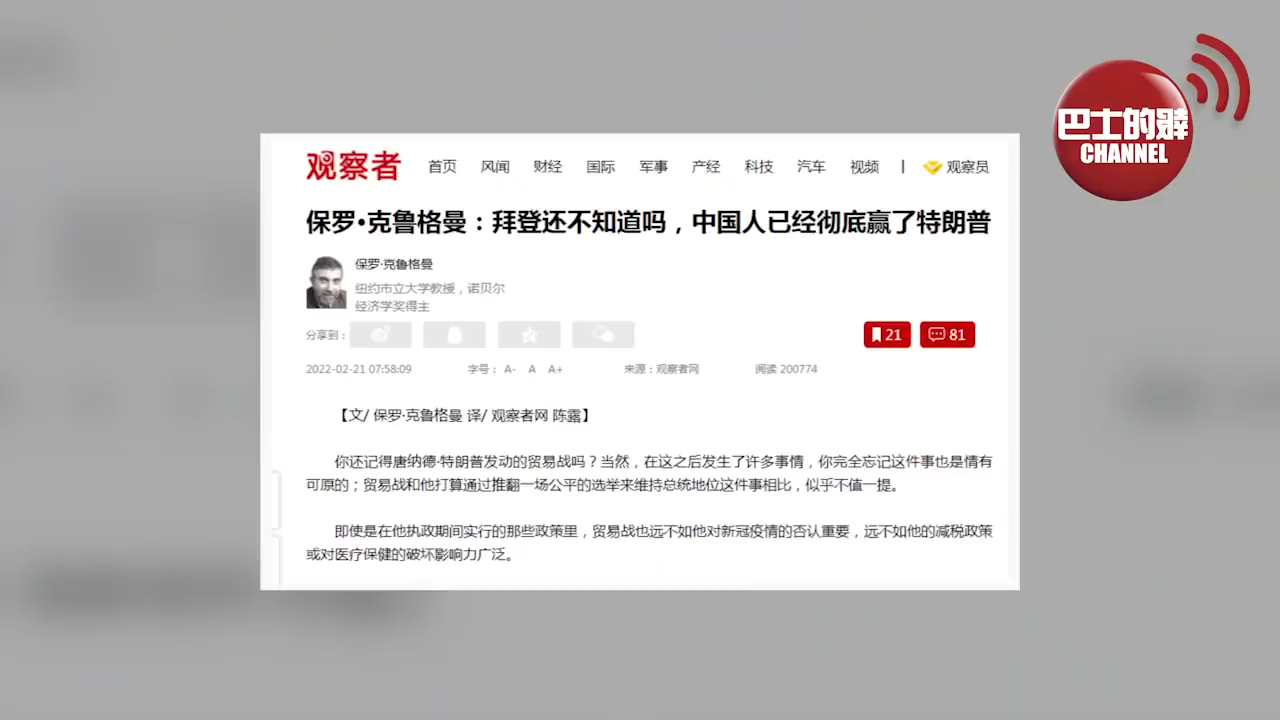 巴士的報
CHANNEL
观察者 首页 风闻 财经 国际 军事 产经 科技 汽车 视频 | 观察员
保罗•克鲁格曼：拜登还不知道吗，中国人已经彻底赢了特朗普
保罗·克鲁格曼
纽约市立大学教授，诺贝尔
经济学奖得主
分享到： 21 81
2022-02-21 07:58:09 字号： A- A A+ 来源：观察者网 阅读 200774
【文/ 保罗·克鲁格曼 译/ 观察者网 陈露】
你还记得唐纳德·特朗普发动的贸易战吗？当然，在这之后发生了许多事情，你完全忘记这件事也是情有
可原的；贸易战和他打算通过推翻一场公平的选举来维持总统地位这件事相比，似乎不值一提。
即使是在他执政期间实行的那些政策里，贸易战也远不如他对新冠疫情的否认重要，远不如他的减税政策
或对医疗保健的破坏影响力广泛。